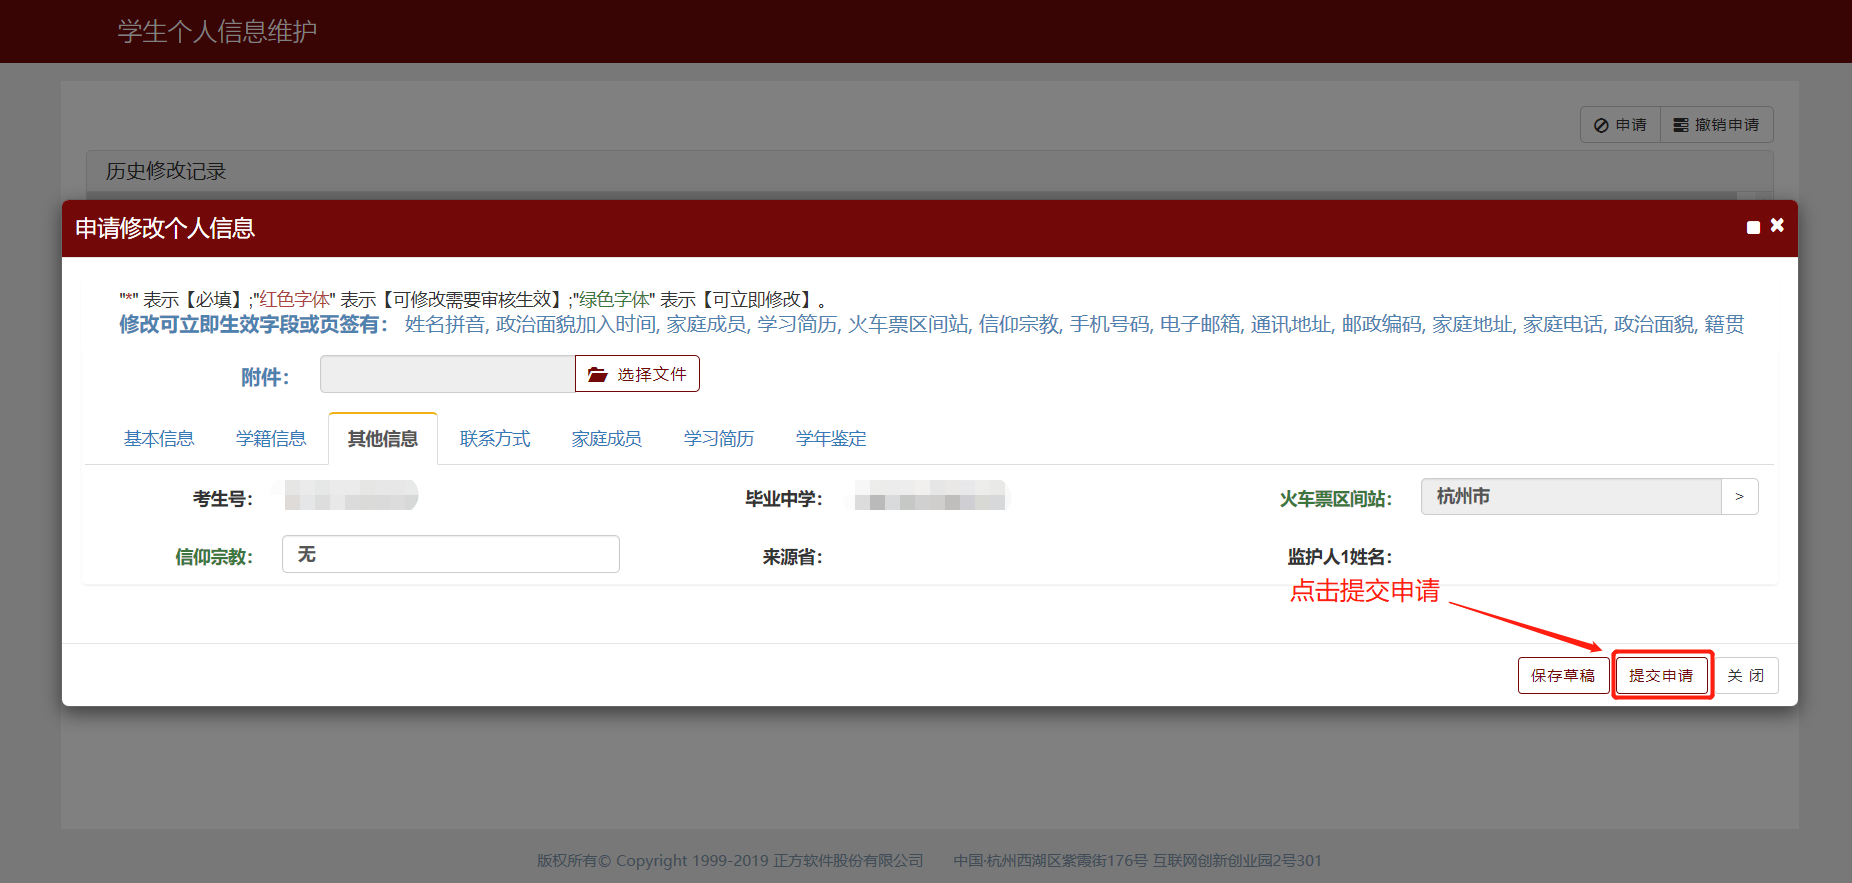 学生个人信息维护
申请 撤销申请
历史修改记录
申请修改个人信息
"*" 表示【必填】;"红色字体" 表示【可修改需要审核生效】;"绿色字体" 表示【可立即修改】。
修改可立即生效字段或页签有： 姓名拼音, 政治面貌加入时间, 家庭成员, 学习简历, 火车票区间站, 信仰宗教, 手机号码, 电子邮箱, 通讯地址, 邮政编码, 家庭地址, 家庭电话, 政治面貌, 籍贯
附件： 选择文件
基本信息 学籍信息 其他信息 联系方式 家庭成员 学习简历 学年鉴定
考生号： 毕业中学： 火车票区间站： 杭州市 >
信仰宗教： 无 来源省： 监护人1姓名：
点击提交申请
保存草稿 提交申请 关 闭
版权所有© Copyright 1999-2019 正方软件股份有限公司 中国·杭州西湖区紫霞街176号 互联网创新创业园2号301